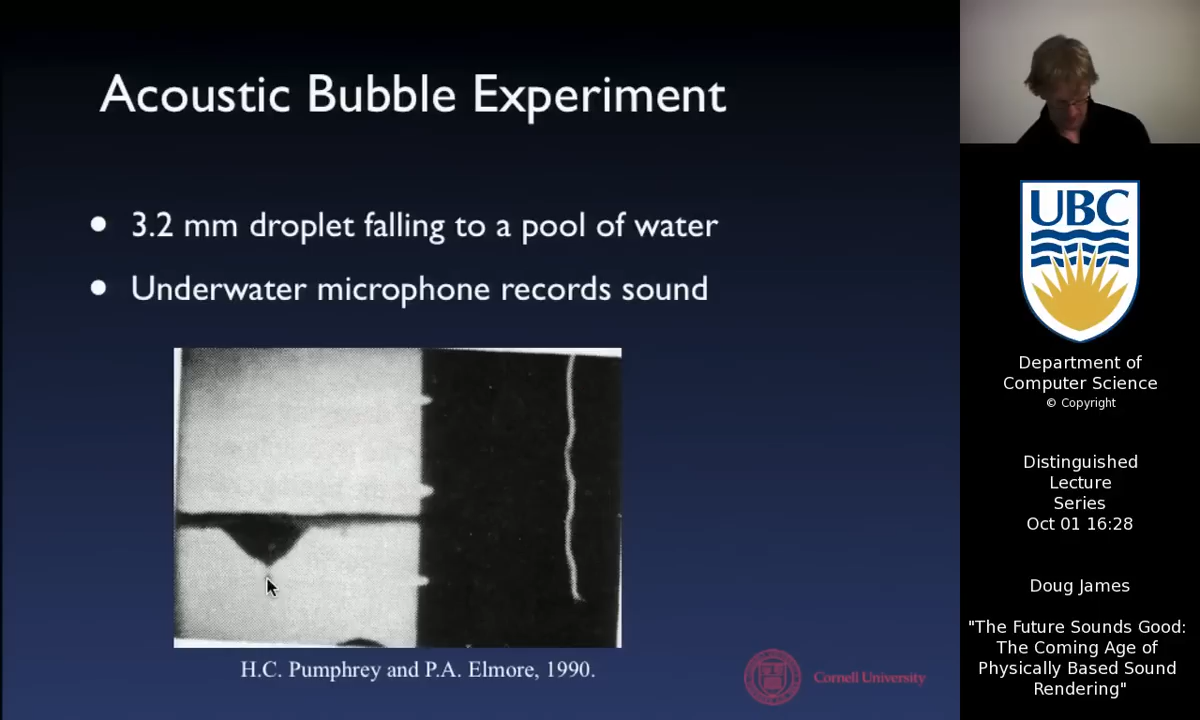 Acoustic Bubble Experiment
• 3.2 mm droplet falling to a pool of water
• Underwater microphone records sound
H.C. Pumphrey and P.A. Elmore, 1990.
Cornell University
UBC
Department of
Computer Science
© Copyright
Distinguished
Lecture
Series
Oct 01 16:28
Doug James
"The Future Sounds Good:
The Coming Age of
Physically Based Sound
Rendering"